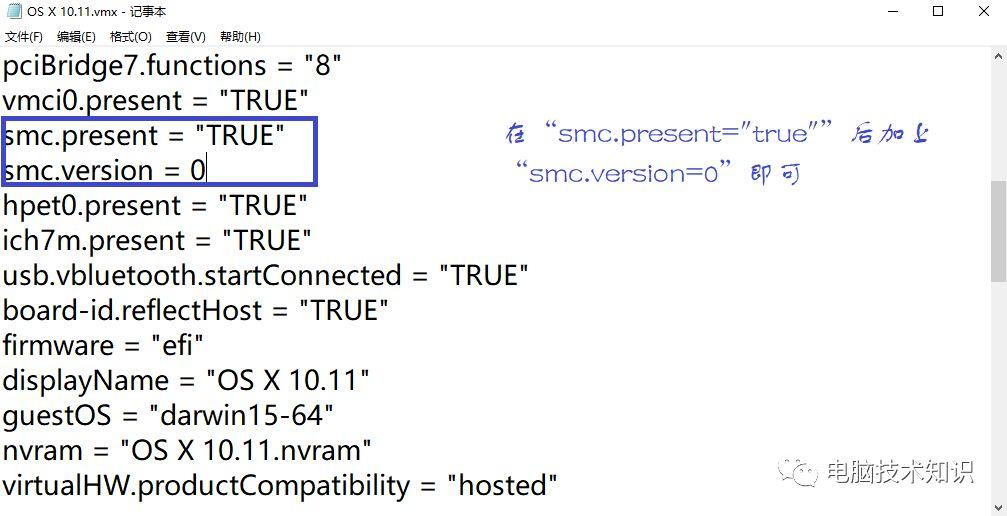 OS X 10.11.vmx - 记事本
文件(F) 编辑(E) 格式(O) 查看(V) 帮助(H)
pciBridge7.functions = "8"
vmci0.present = "TRUE"
smc.present = "TRUE"
smc.version = 0
在“smc.present="true"”后加上
“smc.version=0”即可
hpet0.present = "TRUE"
ich7m.present = "TRUE"
usb.vbluetooth.startConnected = "TRUE"
board-id.reflectHost = "TRUE"
firmware = "efi"
displayName = "OS X 10.11"
guestOS = "darwin15-64"
nvram = "OS X 10.11.nvram"
virtualHW.productCompatibility = "hosted"
电脑技术知识